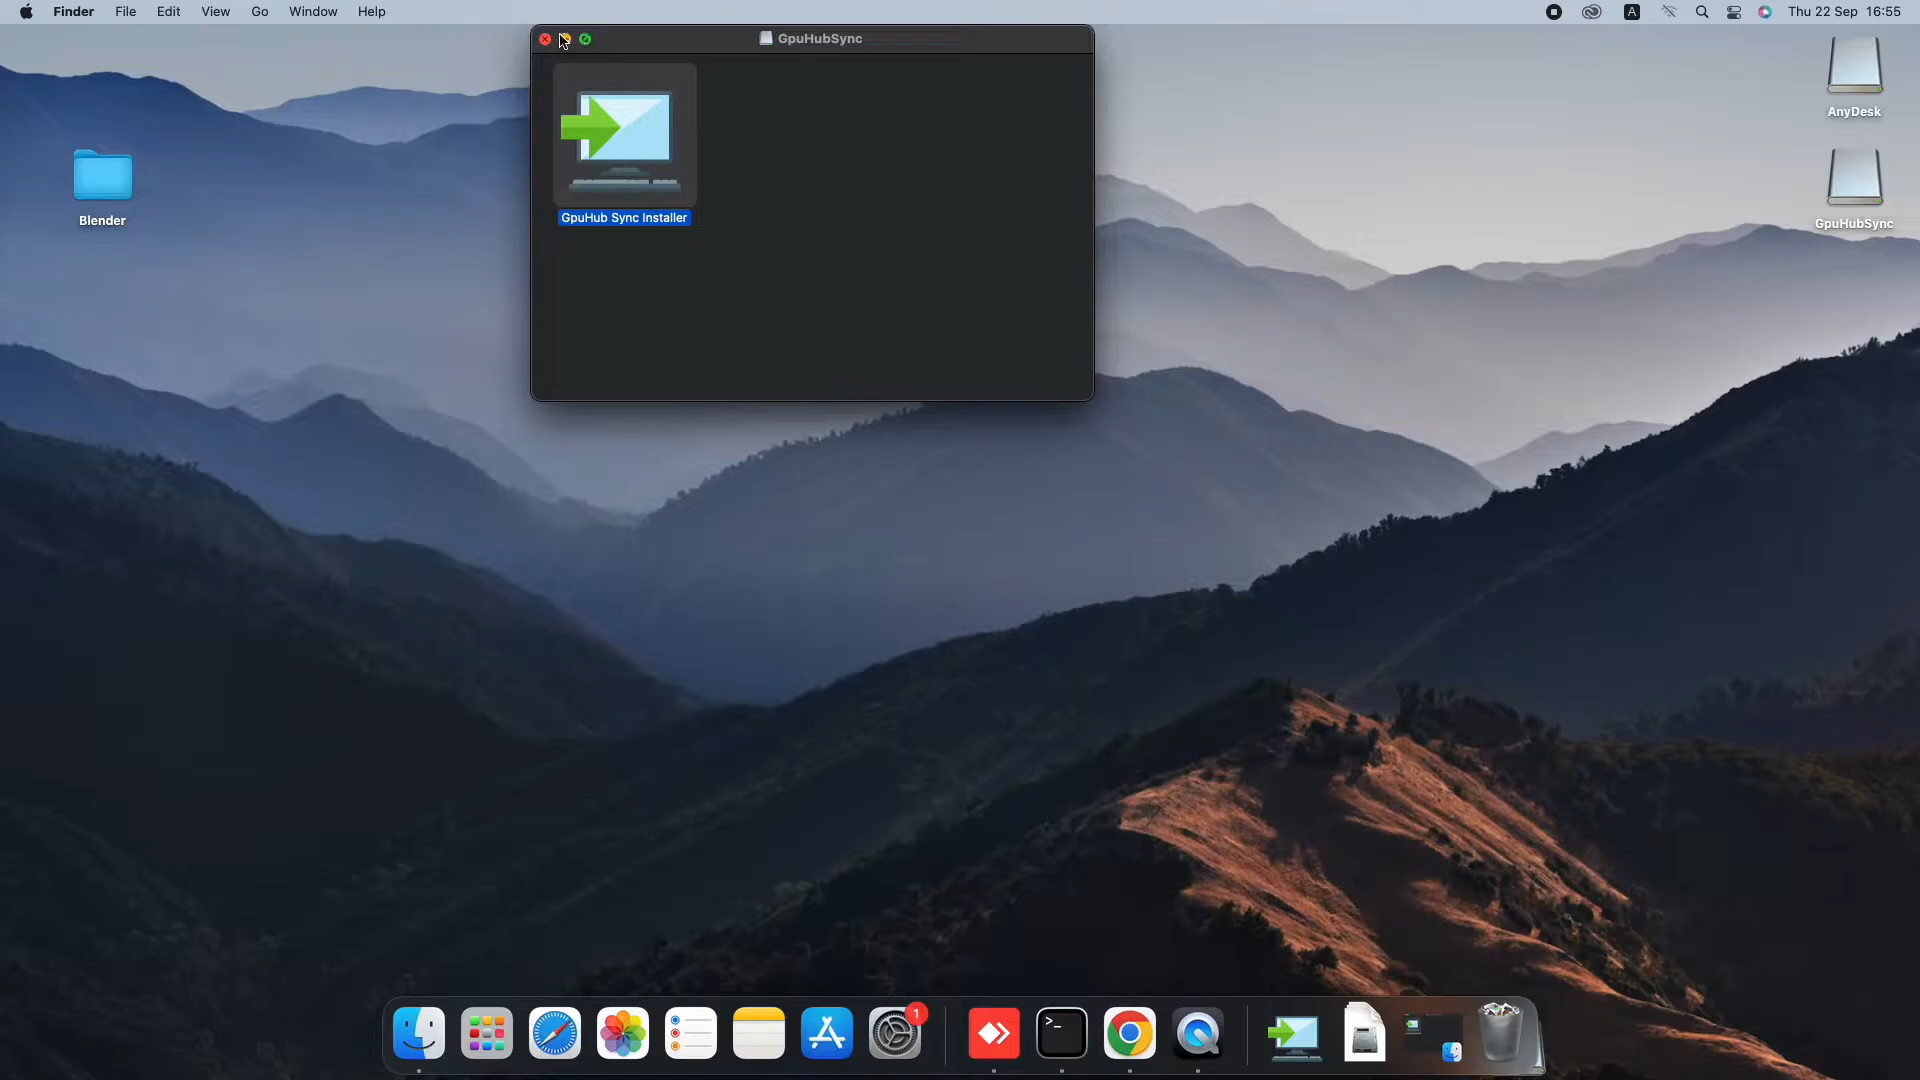 Finder File Edit View Go Window Help
A Thu 22 Sep 16:55
GpuHubSync
GpuHub Sync Installer
Blender
AnyDesk
GpuHubSync
1
>_